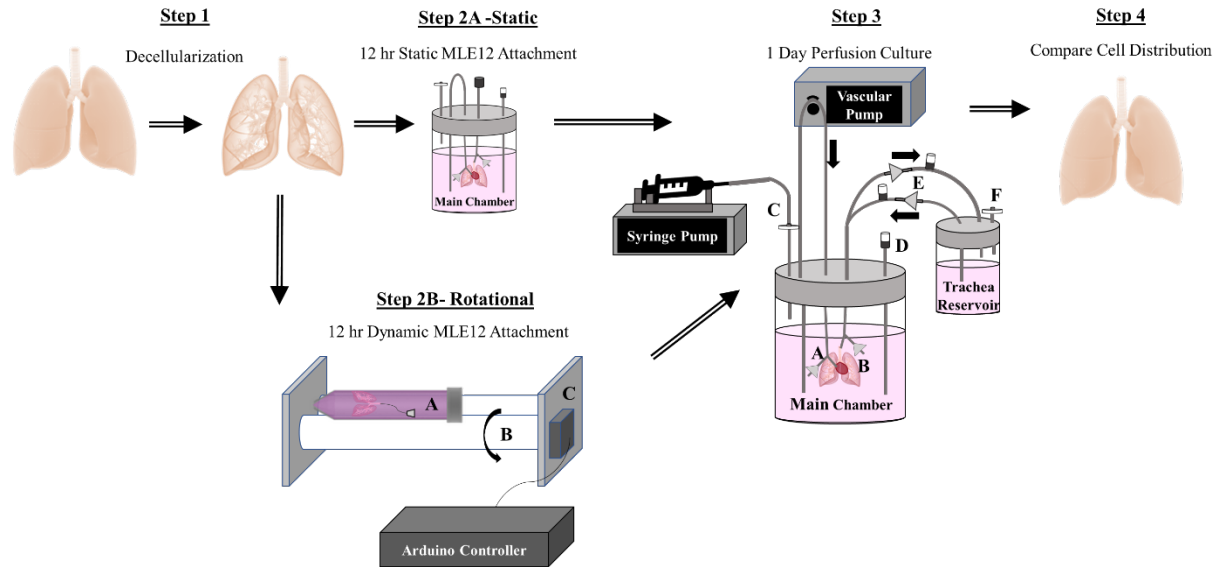 Step 1
Decellularization
Step 2A -Static
12 hr Static MLE12 Attachment
Main Chamber
Step 2B- Rotational
12 hr Dynamic MLE12 Attachment
A
B
C
Arduino Controller
Step 3
1 Day Perfusion Culture
Vascular
Pump
Syringe Pump
C
E
F
D
Trachea
Reservoir
A
B
Main Chamber
Step 4
Compare Cell Distribution